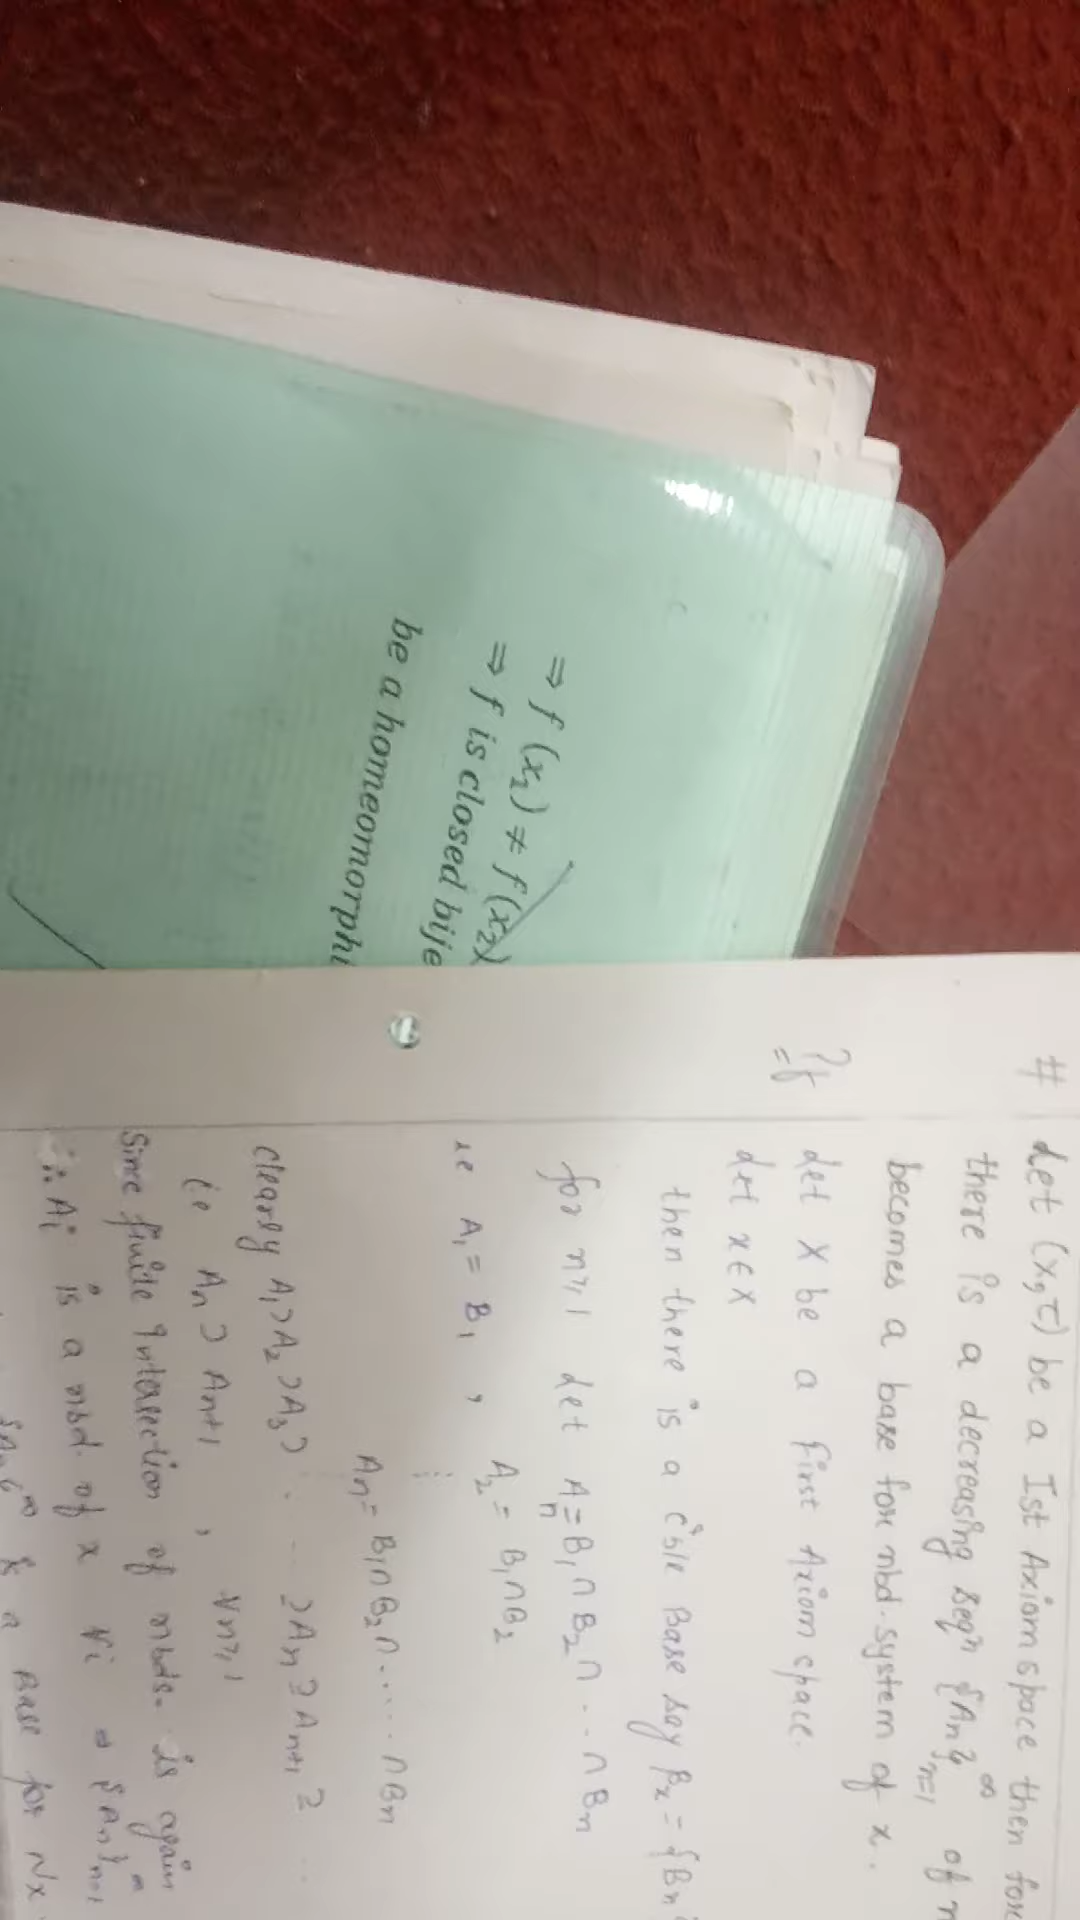 ⇒ f (x₁) ≠ f(x₂)
⇒ f is closed bije
be a homeomorphi
# Let (X, τ) be a Ist Axiom space then for
there is a decreasing seqⁿ {Aₙ}ₙ₌₁^∞ of n
becomes a base for nbd. system of x.
Pf Let X be a first Axiom space.
Let x ∈ X
then there is a c'ble Base say βₓ = {Bₙ
for n ≥ 1 Let Aₙ = B₁ ∩ B₂ ∩ .. ∩ Bₙ
ie A₁ = B₁ , A₂ = B₁ ∩ B₂
⋮
Aₙ = B₁ ∩ B₂ ∩ .... ∩ Bₙ
Clearly A₁ ⊃ A₂ ⊃ A₃ ⊃ . ... ⊇ Aₙ ⊇ Aₙ₊₁ ⊇ ...
ie Aₙ ⊃ Aₙ₊₁ , ∀ n ≥ 1
Since finite Intersection of nbds. is again
∴ Aᵢ is a nbd. of x ∀i ⇒ {Aₙ}ₙ₌₁^∞
is a Base for Nₓ